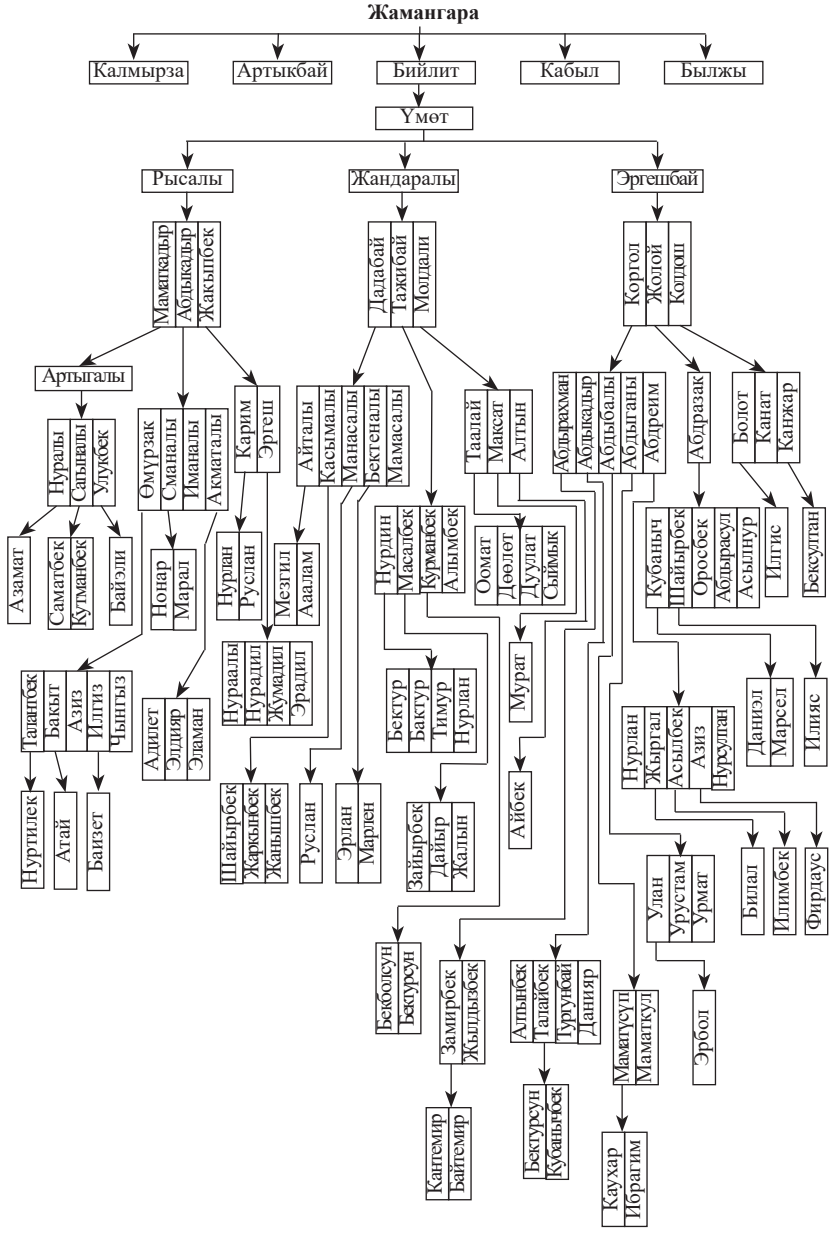 Жамангара
Калмырза
Артыкбай
Бийлит
Кабыл
Былжы
Үмөт
Рысалы
Жандаралы
Эргешбай
Маматкадыр
Абдыкадыр
Жакыпбек
Дадабай
Тажибай
Молдали
Коргол
Жолой
Колдош
Артыгалы
Нуралы
Сагыналы
Улукбек
Өмүрзак
Сманалы
Иманалы
Акматалы
Карим
Эргеш
Айталы
Касымалы
Манасалы
Бектеналы
Мамасалы
Таалай
Максат
Алтын
Абдырахман
Абдыкадыр
Абдыбалы
Абдыганы
Абдреим
Абдразак
Болот
Канат
Канжар
Азамат
Саматбек
Кутманбек
Байэли
Нонар
Марал
Нурлан
Руслан
Мезгил
Ааалам
Нурдин
Масалбек
Курманбек
Алымбек
Оомат
Дөөлөт
Дуулат
Сыймык
Кубаныч
Шайырбек
Оросбек
Абдырасул
Асылнур
Илгис
Бексултан
Талангбек
Бакыт
Азиз
Илгиз
Чынгыз
Адилет
Элдияр
Эламан
Нураалы
Нурадил
Жумадил
Эрадил
Бектур
Бактур
Тимур
Нурлан
Мурат
Нурлан
Жыргал
Асылбек
Азиз
Нурсултан
Даниэл
Марсел
Илияс
Нуртилек
Атай
Баизет
Шайырбек
Жаркынбек
Жанышбек
Руслан
Эрлан
Марлен
Зайырбек
Дайыр
Жалын
Айбек
Улан
Урустам
Урмат
Билал
Илимбек
Фирдаус
Бекболсун
Бектурсун
Замирбек
Жылдызбек
Алтынбек
Талайбек
Тургунбай
Данияр
Маматүсүп
Маматкул
Эрбол
Кантемир
Байтемир
Бектурсун
Кубанычбек
Каухар
Ибрагим